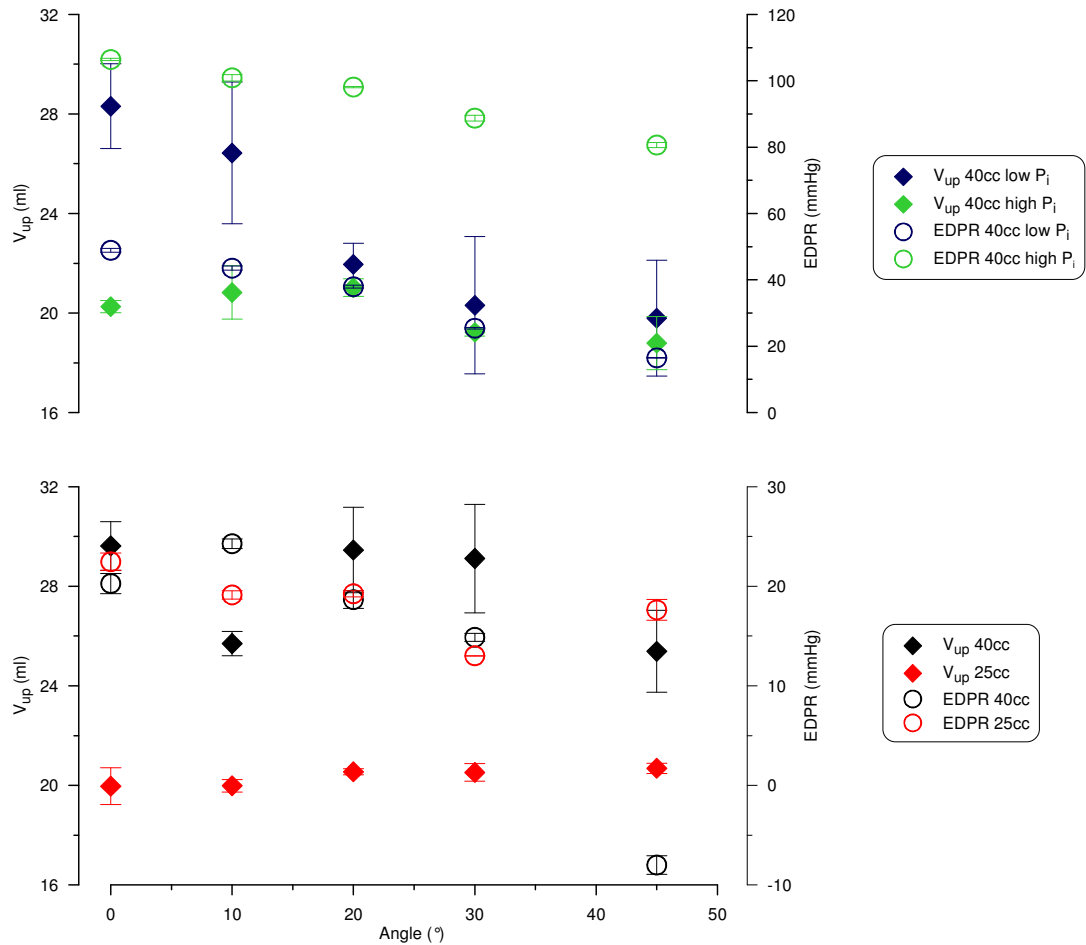 32
28
24
20
16
V_up (ml)
120
100
80
60
40
20
0
EDPR (mmHg)
V_up 40cc low P_i
V_up 40cc high P_i
EDPR 40cc low P_i
EDPR 40cc high P_i
32
28
24
20
16
V_up (ml)
30
20
10
0
-10
EDPR (mmHg)
V_up 40cc
V_up 25cc
EDPR 40cc
EDPR 25cc
0 10 20 30 40 50
Angle (°)